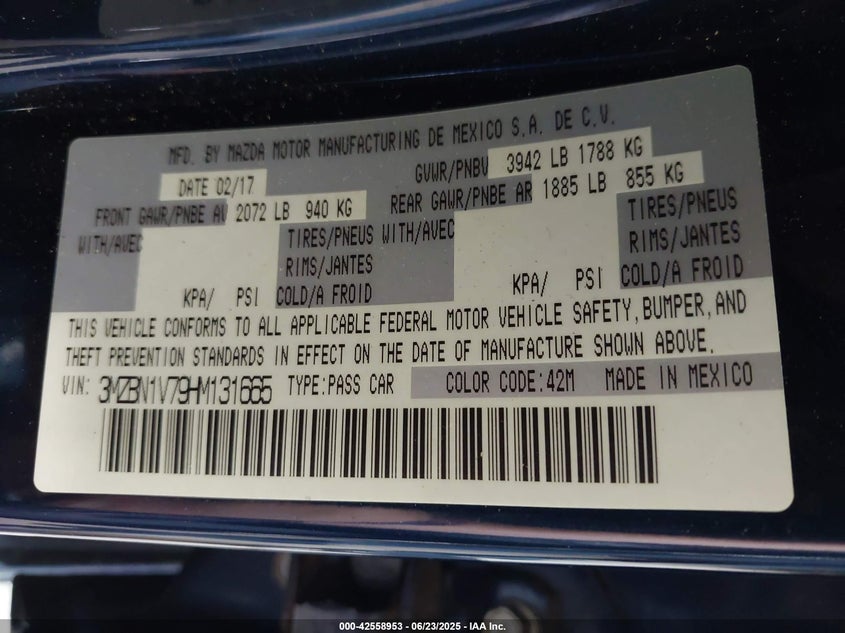 MFD. BY MAZDA MOTOR MANUFACTURING DE MEXICO S.A. DE C.V.
DATE 02/17 GVWR/PNBV 3942 LB 1788 KG
FRONT GAWR/PNBE AV 2072 LB 940 KG REAR GAWR/PNBE AR 1885 LB 855 KG
WITH/AVEC TIRES/PNEUS WITH/AVEC TIRES/PNEUS
RIMS/JANTES RIMS/JANTES
KPA/ PSI COLD/A FROID KPA/ PSI COLD/A FROID
THIS VEHICLE CONFORMS TO ALL APPLICABLE FEDERAL MOTOR VEHICLE SAFETY, BUMPER, AND
THEFT PREVENTION STANDARDS IN EFFECT ON THE DATE OF MANUFACTURE SHOWN ABOVE.
VIN: 3MZBN1V79HM131665 TYPE:PASS CAR COLOR CODE:42M MADE IN MEXICO
000-42558953 - 06/23/2025 - IAA Inc.